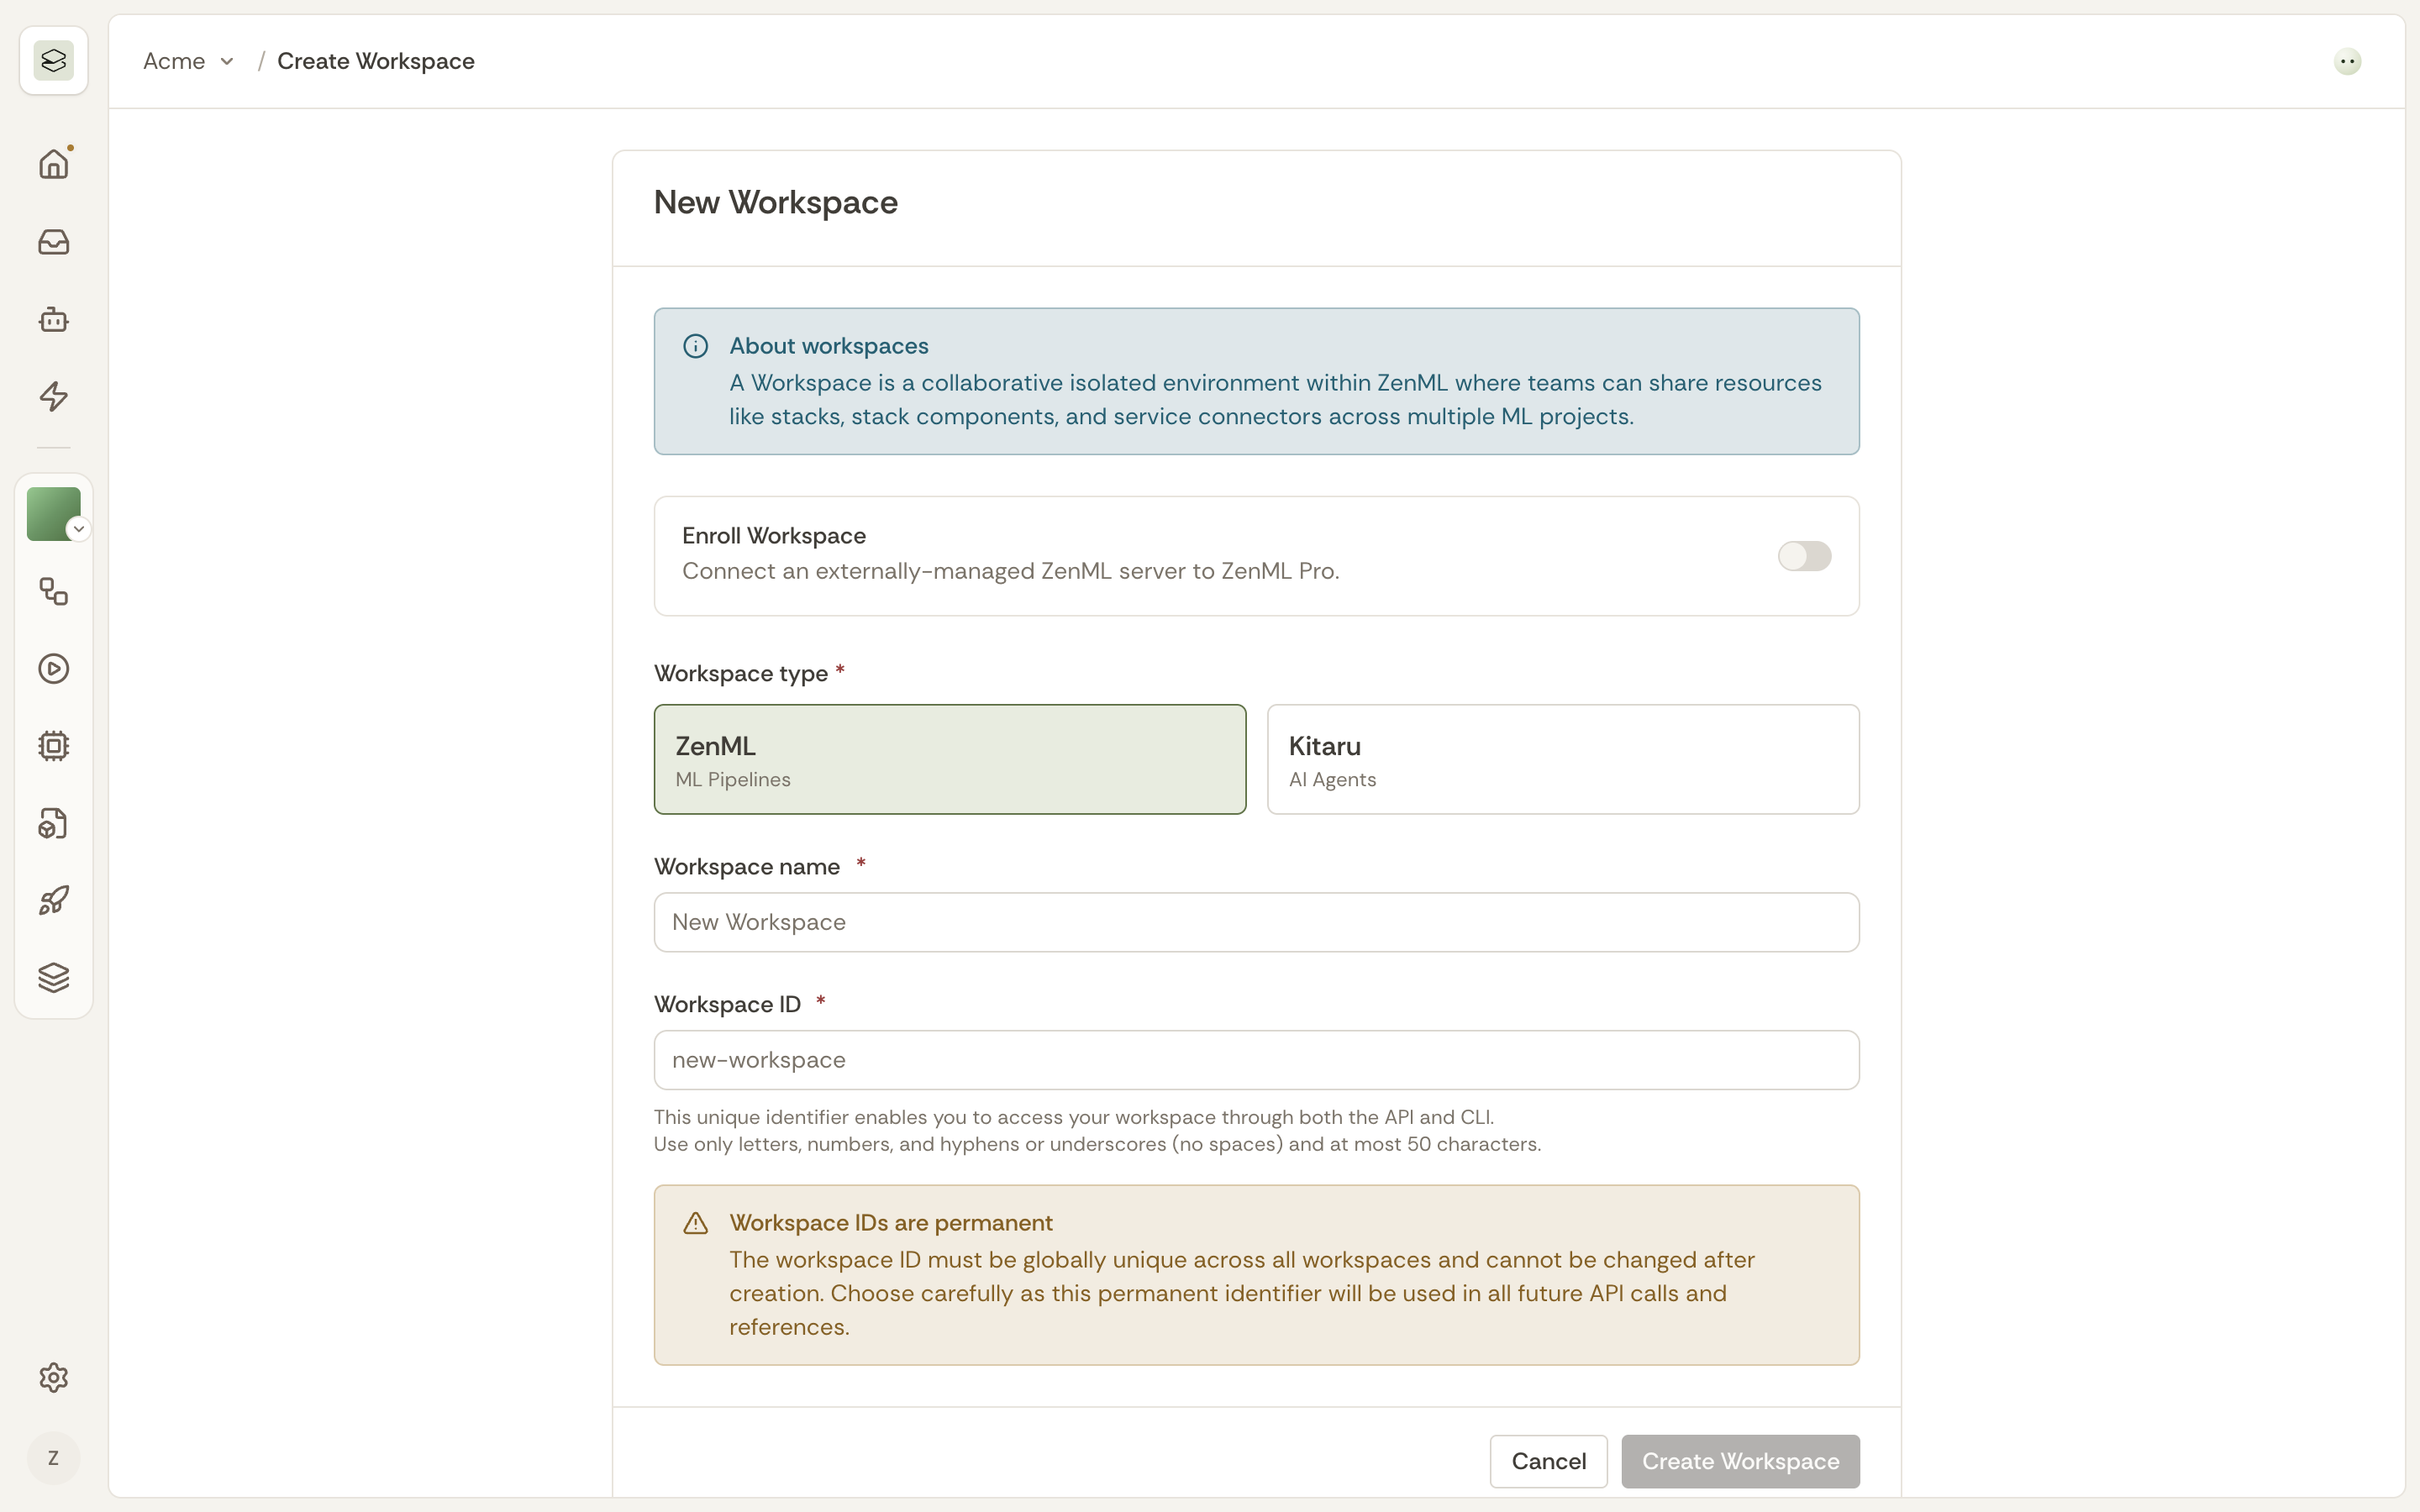 Acme / Create Workspace
New Workspace
About workspaces
A Workspace is a collaborative isolated environment within ZenML where teams can share resources
like stacks, stack components, and service connectors across multiple ML projects.
Enroll Workspace
Connect an externally-managed ZenML server to ZenML Pro.
Workspace type *
ZenML
ML Pipelines
Kitaru
AI Agents
Workspace name *
New Workspace
Workspace ID *
new-workspace
This unique identifier enables you to access your workspace through both the API and CLI.
Use only letters, numbers, and hyphens or underscores (no spaces) and at most 50 characters.
Workspace IDs are permanent
The workspace ID must be globally unique across all workspaces and cannot be changed after
creation. Choose carefully as this permanent identifier will be used in all future API calls and
references.
Z
Cancel
Create Workspace